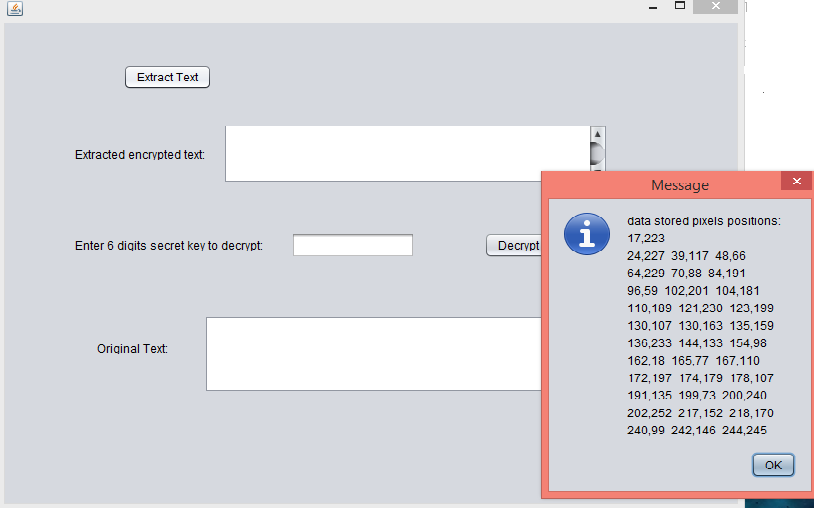 Extract Text
Extracted encrypted text:
Enter 6 digits secret key to decrypt:
Decrypt
Original Text:
Message
data stored pixels positions:
17,223
24,227 39,117 48,66
64,229 70,88 84,191
96,59 102,201 104,181
110,189 121,230 123,199
130,107 130,163 135,159
136,233 144,133 154,98
162,18 165,77 167,110
172,197 174,179 178,107
191,135 199,73 200,240
202,252 217,152 218,170
240,99 242,146 244,245
OK